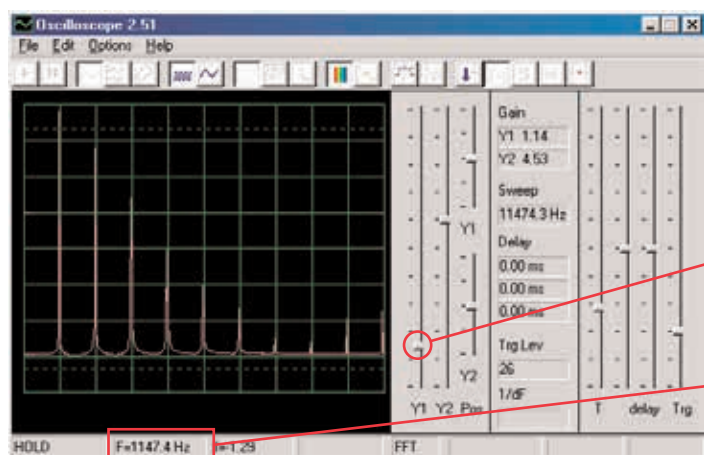 Oscilloscope 2.51
File Edit Options Help
Gain
Y1 1.14
Y2 4.53
Sweep
11474.3 Hz
Delay
0.00 ms
0.00 ms
0.00 ms
Trg Lev
26
1/dF
Y1
Y2
Y1 Y2 Pos
T delay Trg
HOLD F=1147.4 Hz -1.29 FFT